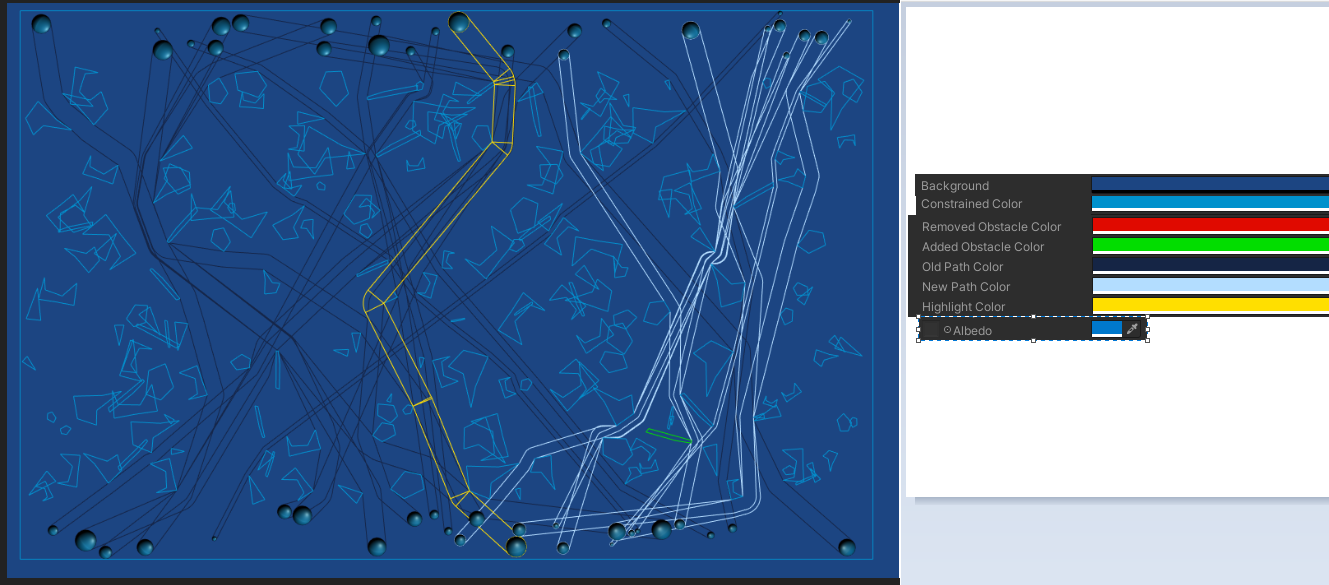 Background
Constrained Color
Removed Obstacle Color
Added Obstacle Color
Old Path Color
New Path Color
Highlight Color
Albedo